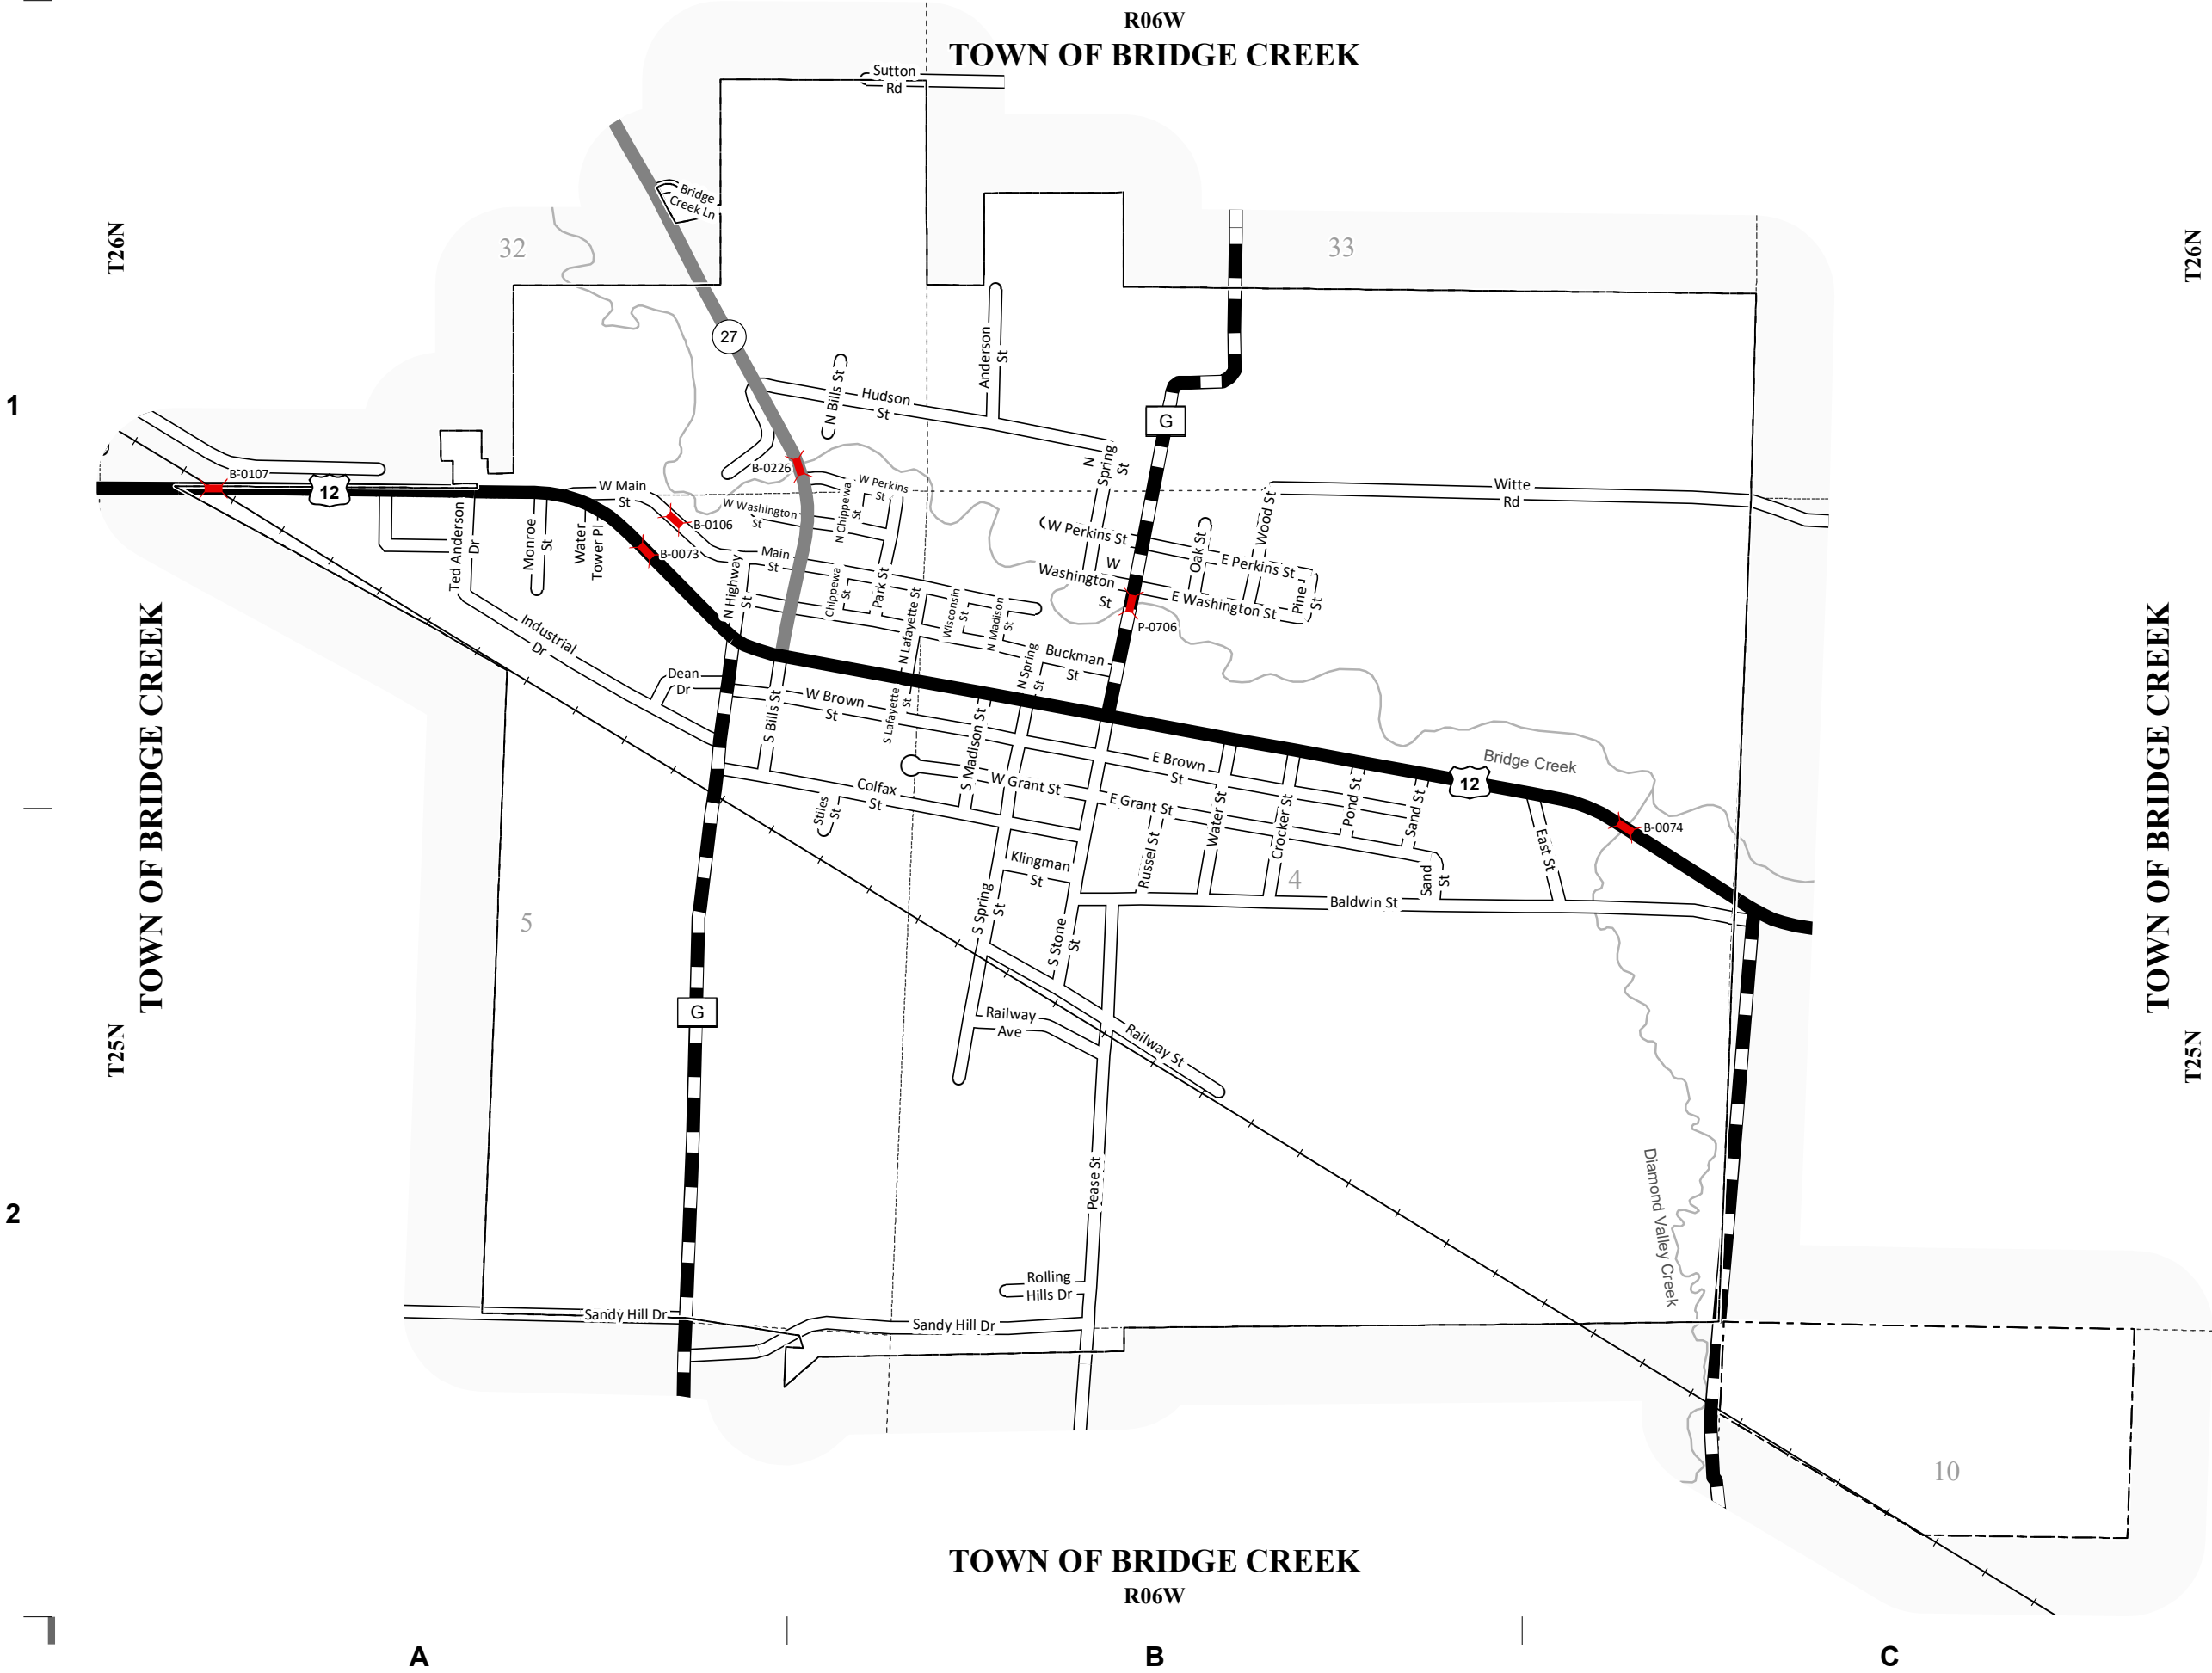 R06W
TOWN OF BRIDGE CREEK
Sutton
Rd
Bridge
Creek Ln
T26N
32
33
T26N
27
Anderson
St
N Bills St
Hudson
St
1
G
N
Spring
St
B-0107
12
B-0226
W Perkins
St
W Main
St
Witte
Rd
W Washington
St
N Chippewa
St
B-0106
Ted Anderson
Dr
Monroe
St
Water
Tower Pl
B-0073
Wood St
W Perkins St
Oak St
E Perkins St
Main
St
W
Washington
St
E Washington St
Pine
St
N Highway
St
Chippewa
St
Park St
N Lafayette St
Wisconsin
St
N Madison
St
P-0706
Industrial
Dr
Buckman
St
N Spring
St
Dean
Dr
W Brown
St
S Bills St
S Lafayette
St
S Madison St
TOWN OF BRIDGE CREEK
TOWN OF BRIDGE CREEK
Bridge Creek
12
E Brown
St
W Grant St
Colfax
St
E Grant St
Stiles
St
Water St
Crocker St
Pond St
Sand St
B-0074
Russel St
East St
Klingman
St
Sand
St
4
5
Baldwin St
S Spring
St
S Stone
St
G
Railway
Ave
Railway St
T25N
T25N
Pease St
2
Diamond Valley Creek
Rolling
Hills Dr
Sandy Hill Dr
Sandy Hill Dr
10
TOWN OF BRIDGE CREEK
R06W
A
B
C